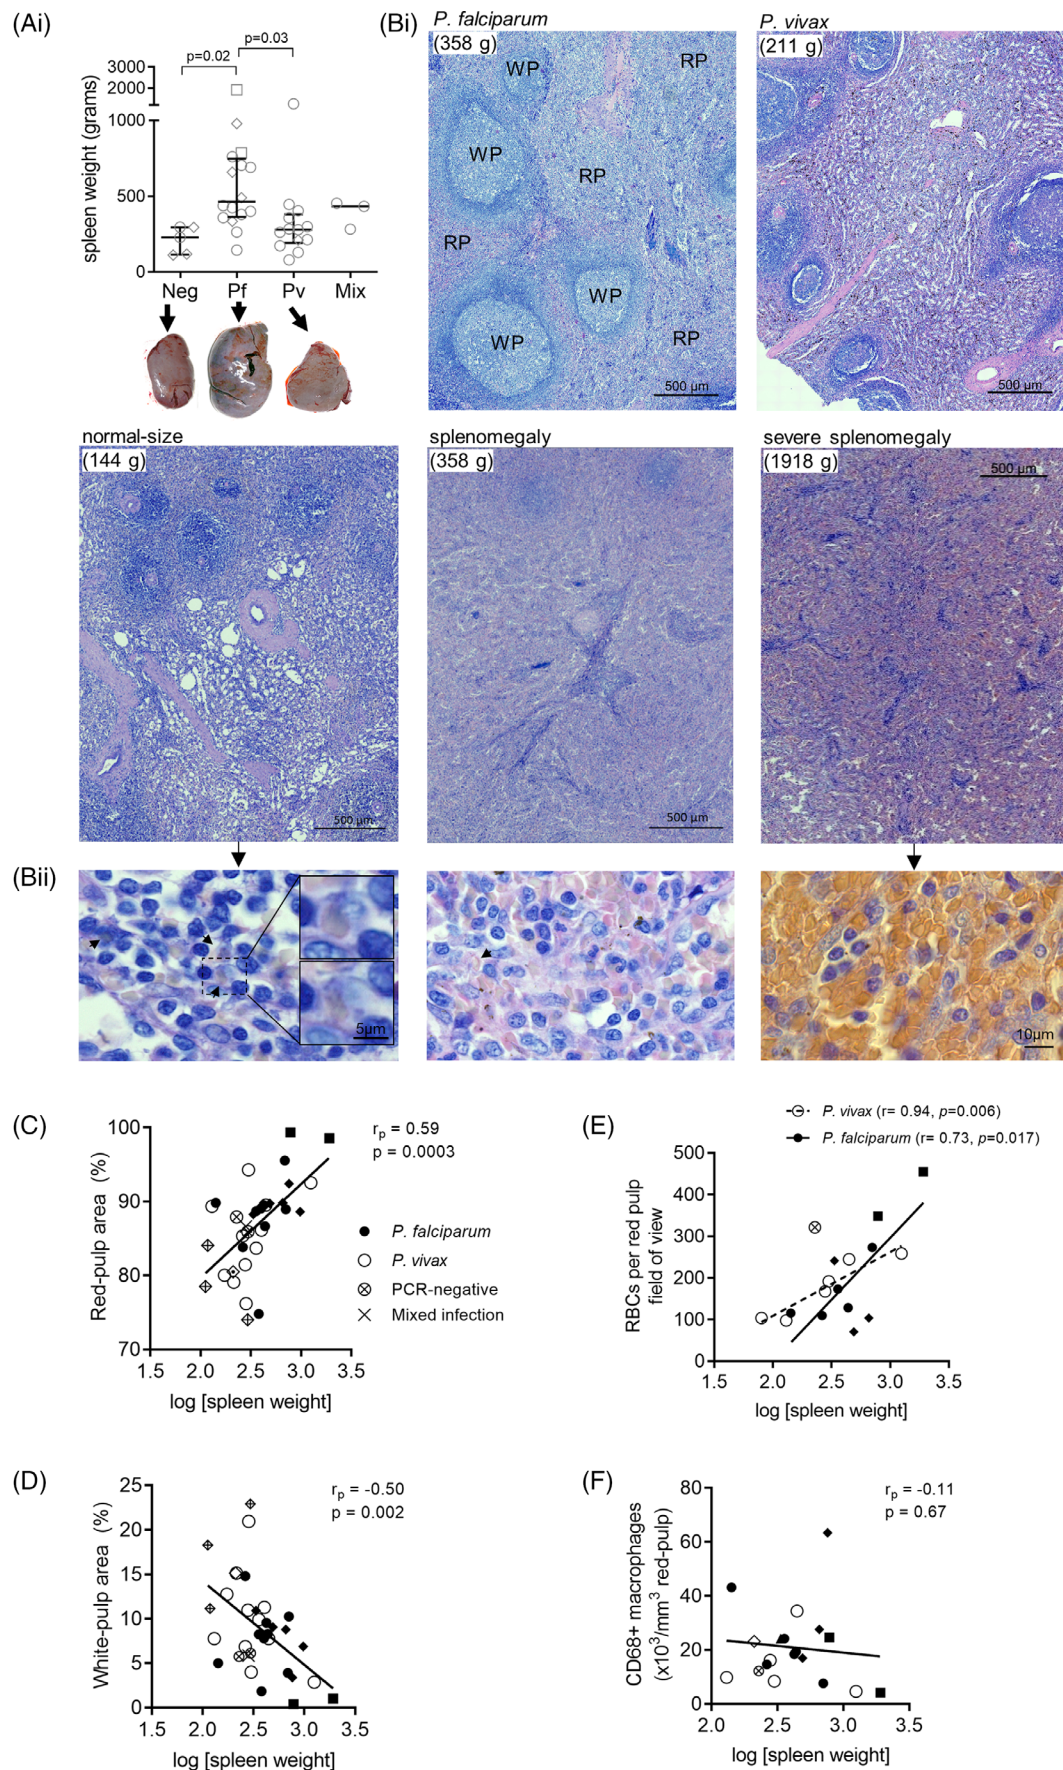 (Ai)
p=0.02
p=0.03
spleen weight (grams)
3000
2000
1000
500
0
Neg Pf Pv Mix
(Bi)
P. falciparum
(358 g)
WP
RP
WP
RP
RP
WP
WP
RP
500 µm
P. vivax
(211 g)
500 µm
normal-size
(144 g)
500 µm
splenomegaly
(358 g)
500 µm
severe splenomegaly
(1918 g)
500 µm
(Bii)
5µm
10µm
(C)
rp = 0.59
p = 0.0003
Red-pulp area (%)
100
90
80
70
1.5 2.0 2.5 3.0 3.5
log [spleen weight]
P. falciparum
P. vivax
PCR-negative
Mixed infection
(E)
P. vivax (r= 0.94, p=0.006)
P. falciparum (r= 0.73, p=0.017)
RBCs per red pulp
field of view
500
400
300
200
100
0
1.5 2.0 2.5 3.0 3.5
log [spleen weight]
(D)
rp = -0.50
p = 0.002
White-pulp area (%)
25
20
15
10
5
0
1.5 2.0 2.5 3.0 3.5
log [spleen weight]
(F)
rp = -0.11
p = 0.67
CD68+ macrophages
(x10³/mm³ red-pulp)
80
60
40
20
0
2.0 2.5 3.0 3.5
log [spleen weight]